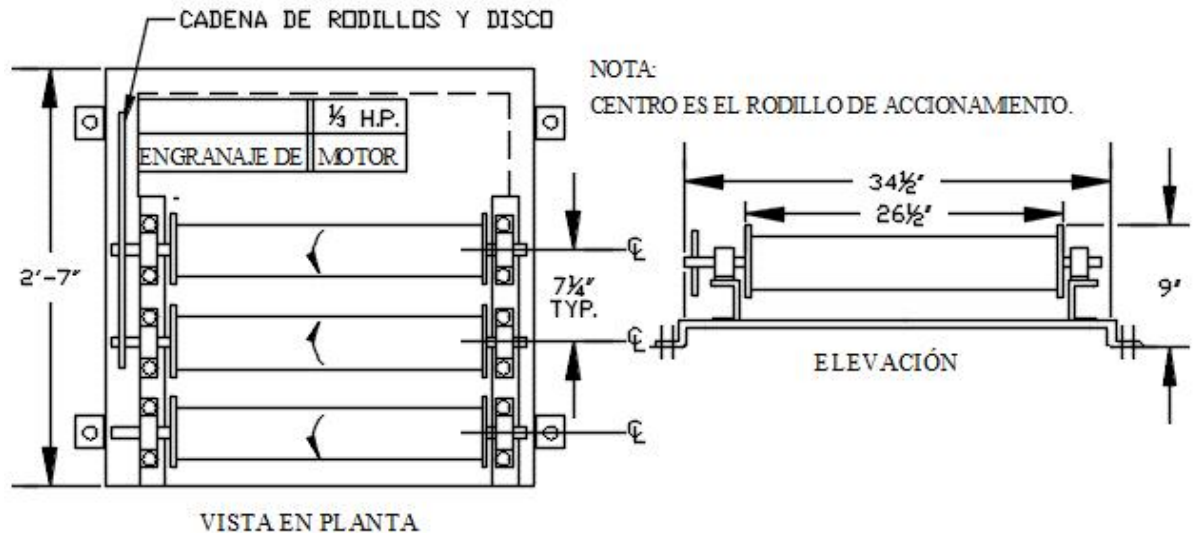 CADENA DE RODILLOS Y DISCO
NOTA:
CENTRO ES EL RODILLO DE ACCIONAMIENTO.
⅓ H.P.
ENGRANAJE DE MOTOR
2'-7"
7¼"
TYP.
℄
℄
℄
34½"
26½"
9"
ELEVACIÓN
VISTA EN PLANTA